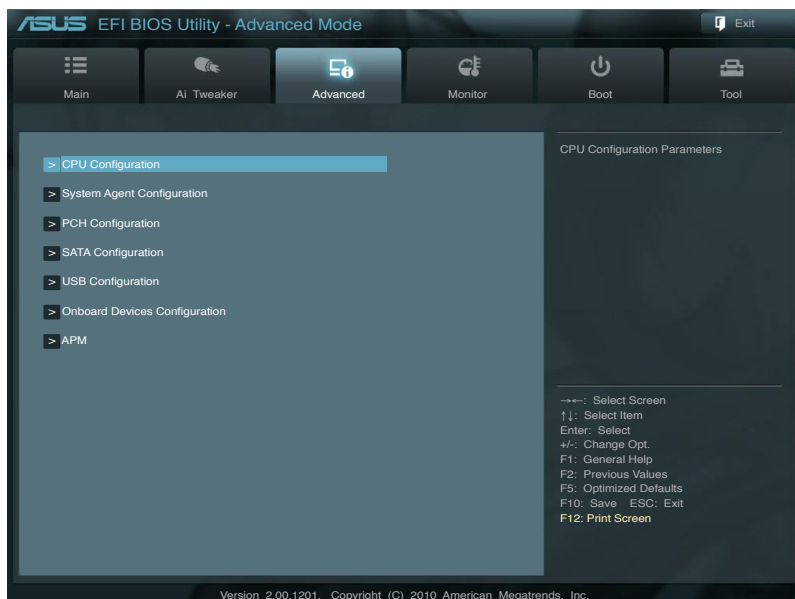 ASUS EFI BIOS Utility - Advanced Mode
Exit
Main
Ai Tweaker
Advanced
Monitor
Boot
Tool
> CPU Configuration
> System Agent Configuration
> PCH Configuration
> SATA Configuration
> USB Configuration
> Onboard Devices Configuration
> APM
CPU Configuration Parameters
→←: Select Screen
↑↓: Select Item
Enter: Select
+/-: Change Opt.
F1: General Help
F2: Previous Values
F5: Optimized Defaults
F10: Save ESC: Exit
F12: Print Screen
Version 2.00.1201. Copyright (C) 2010 American Megatrends, Inc.